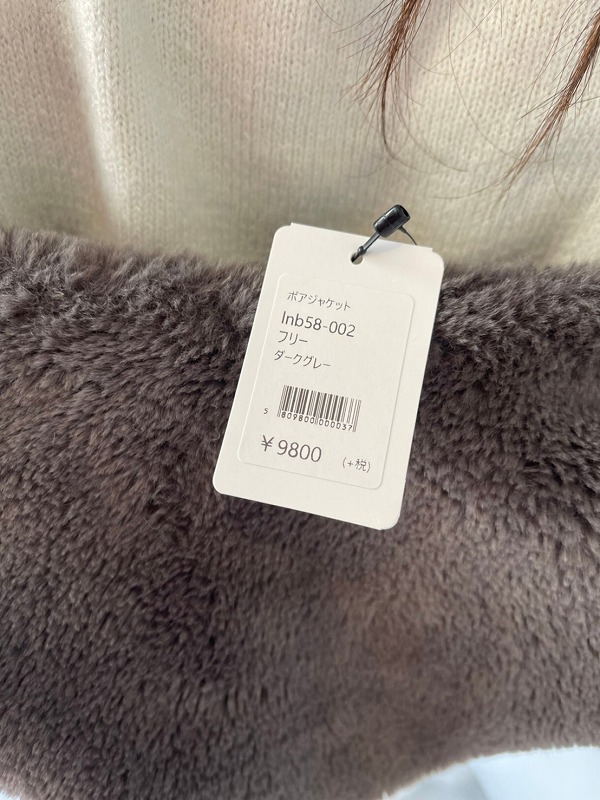 ボアジャケット
lnb58-002
フリー
ダークグレー
5 809800 000037
¥9800 (+税)